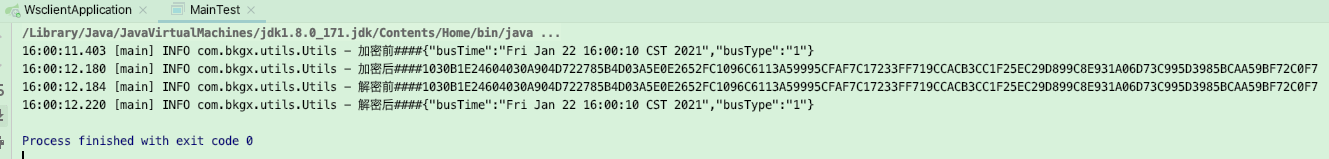 WsclientApplication × MainTest ×
/Library/Java/JavaVirtualMachines/jdk1.8.0_171.jdk/Contents/Home/bin/java ...
16:00:11.403 [main] INFO com.bkgx.utils.Utils - 加密前####{"busTime":"Fri Jan 22 16:00:10 CST 2021","busType":"1"}
16:00:12.180 [main] INFO com.bkgx.utils.Utils - 加密后####1030B1E24604030A904D722785B4D03A5E0E2652FC1096C6113A59995CFAF7C17233FF719CCACB3CC1F25EC29D899C8E931A06D73C995D3985BCAA59BF72C0F7
16:00:12.184 [main] INFO com.bkgx.utils.Utils - 解密前####1030B1E24604030A904D722785B4D03A5E0E2652FC1096C6113A59995CFAF7C17233FF719CCACB3CC1F25EC29D899C8E931A06D73C995D3985BCAA59BF72C0F7
16:00:12.220 [main] INFO com.bkgx.utils.Utils - 解密后####{"busTime":"Fri Jan 22 16:00:10 CST 2021","busType":"1"}
Process finished with exit code 0